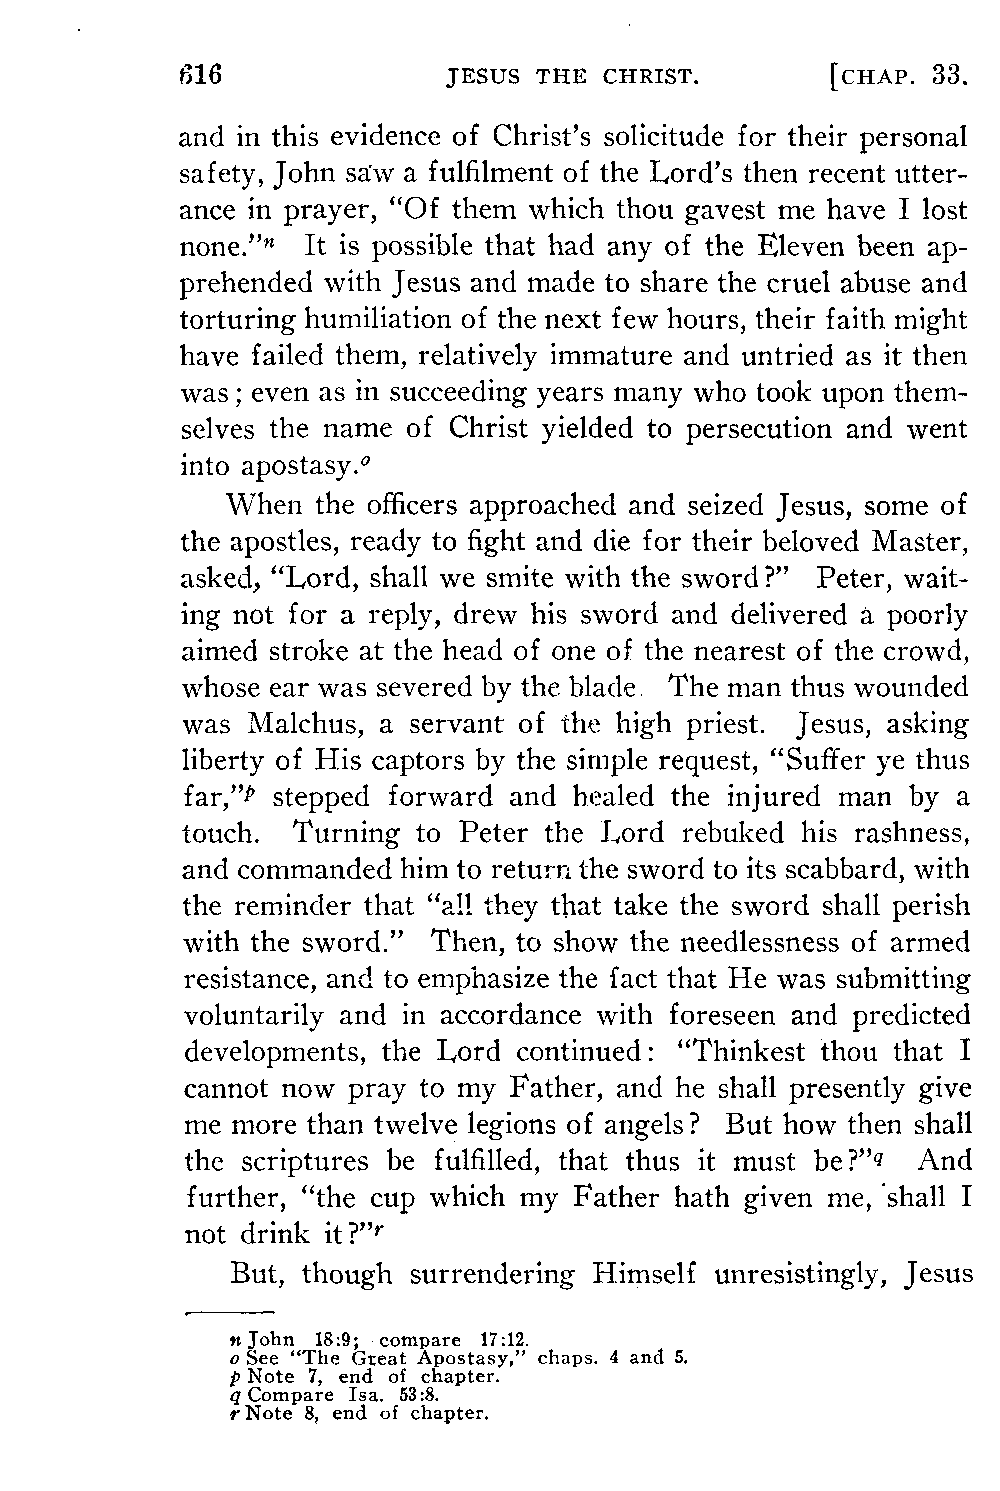 616 JESUS THE CHRIST. [CHAP. 33.
and in this evidence of Christ's solicitude for their personal
safety, John saw a fulfilment of the Lord's then recent utter-
ance in prayer, "Of them which thou gavest me have I lost
none."n It is possible that had any of the Eleven been ap-
prehended with Jesus and made to share the cruel abuse and
torturing humiliation of the next few hours, their faith might
have failed them, relatively immature and untried as it then
was; even as in succeeding years many who took upon them-
selves the name of Christ yielded to persecution and went
into apostasy.o
When the officers approached and seized Jesus, some of
the apostles, ready to fight and die for their beloved Master,
asked, "Lord, shall we smite with the sword?" Peter, wait-
ing not for a reply, drew his sword and delivered a poorly
aimed stroke at the head of one of the nearest of the crowd,
whose ear was severed by the blade. The man thus wounded
was Malchus, a servant of the high priest. Jesus, asking
liberty of His captors by the simple request, "Suffer ye thus
far,"p stepped forward and healed the injured man by a
touch. Turning to Peter the Lord rebuked his rashness,
and commanded him to return the sword to its scabbard, with
the reminder that "all they that take the sword shall perish
with the sword." Then, to show the needlessness of armed
resistance, and to emphasize the fact that He was submitting
voluntarily and in accordance with foreseen and predicted
developments, the Lord continued: "Thinkest thou that I
cannot now pray to my Father, and he shall presently give
me more than twelve legions of angels? But how then shall
the scriptures be fulfilled, that thus it must be?"q And
further, "the cup which my Father hath given me, shall I
not drink it?"r
But, though surrendering Himself unresistingly, Jesus
n John 18:9; compare 17:12.
o See "The Great Apostasy," chaps. 4 and 5.
p Note 7, end of chapter.
q Compare Isa. 53:8.
r Note 8, end of chapter.